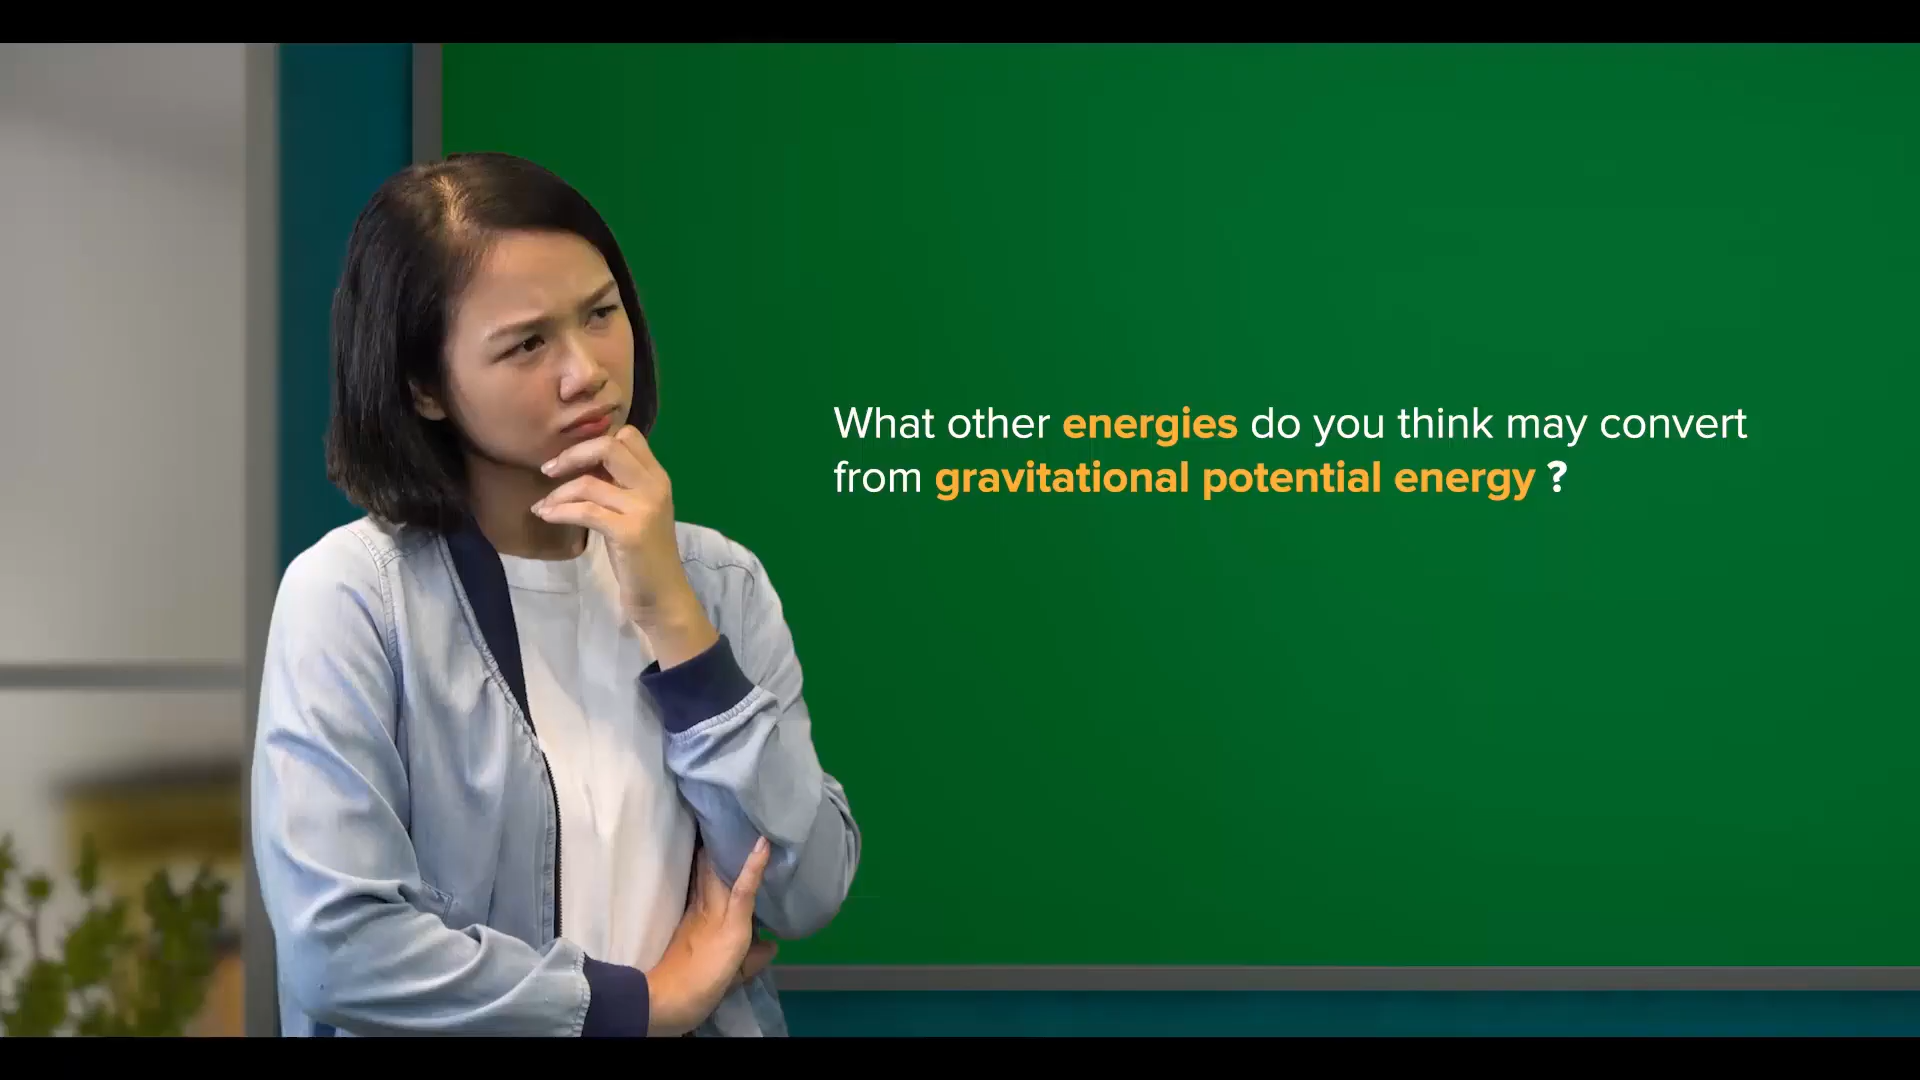 What other energies do you think may convert
from gravitational potential energy ?